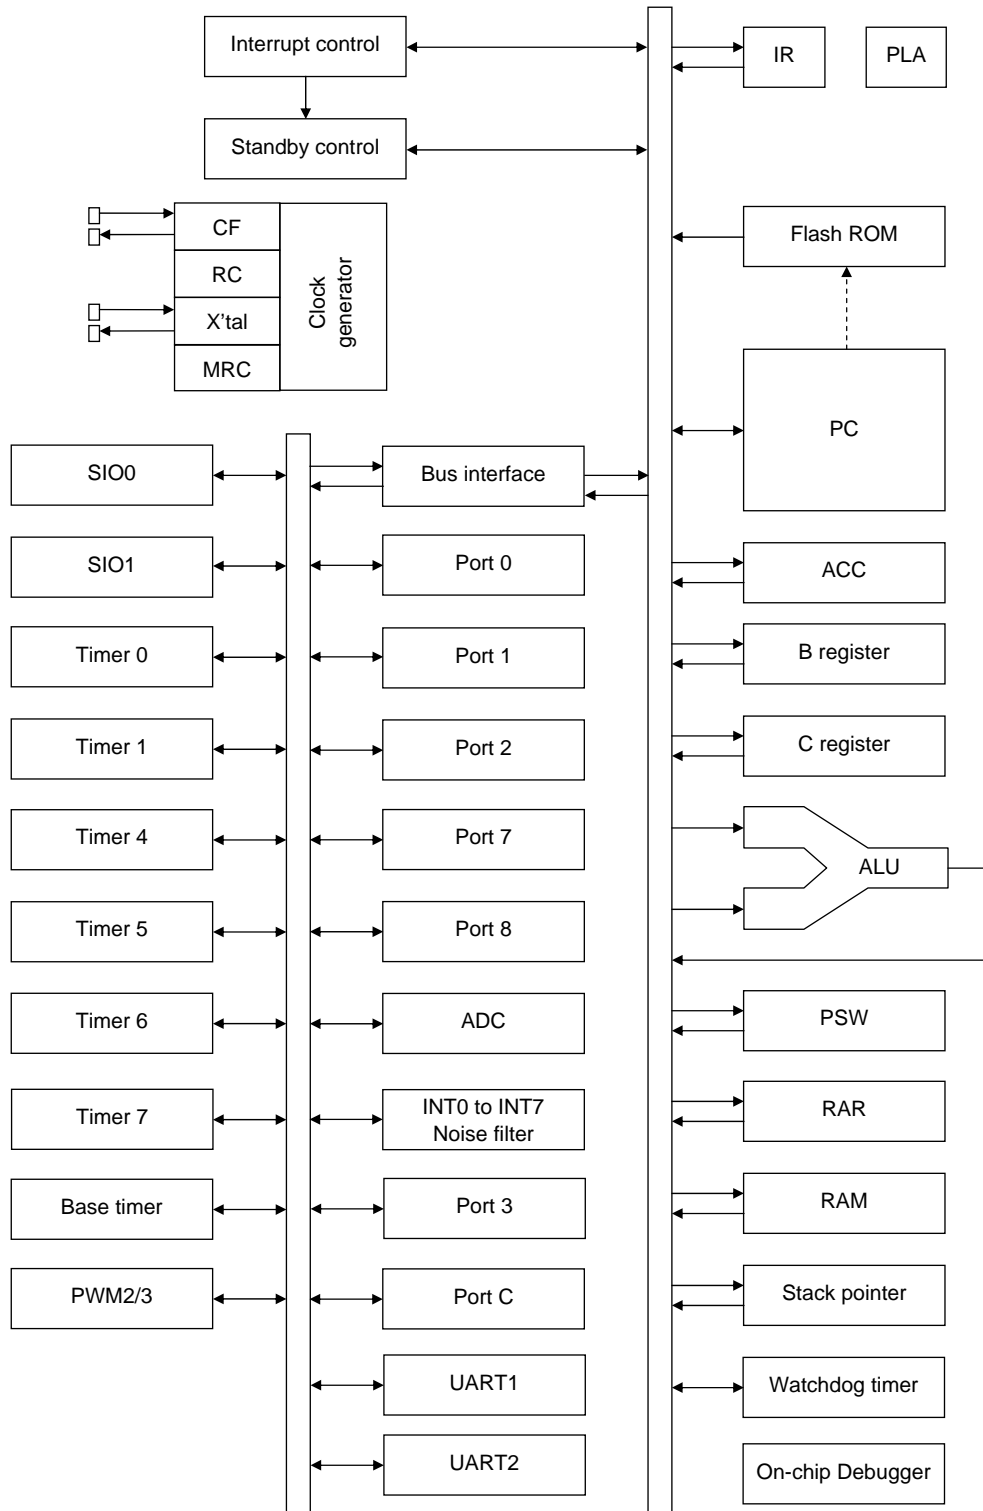 Interrupt control
IR
PLA
Standby control
CF
RC
X'tal
MRC
Clock
generator
Flash ROM
PC
SIO0
Bus interface
SIO1
Port 0
ACC
Timer 0
Port 1
B register
Timer 1
Port 2
C register
Timer 4
Port 7
ALU
Timer 5
Port 8
Timer 6
ADC
PSW
Timer 7
INT0 to INT7
Noise filter
RAR
Base timer
Port 3
RAM
PWM2/3
Port C
Stack pointer
UART1
Watchdog timer
UART2
On-chip Debugger